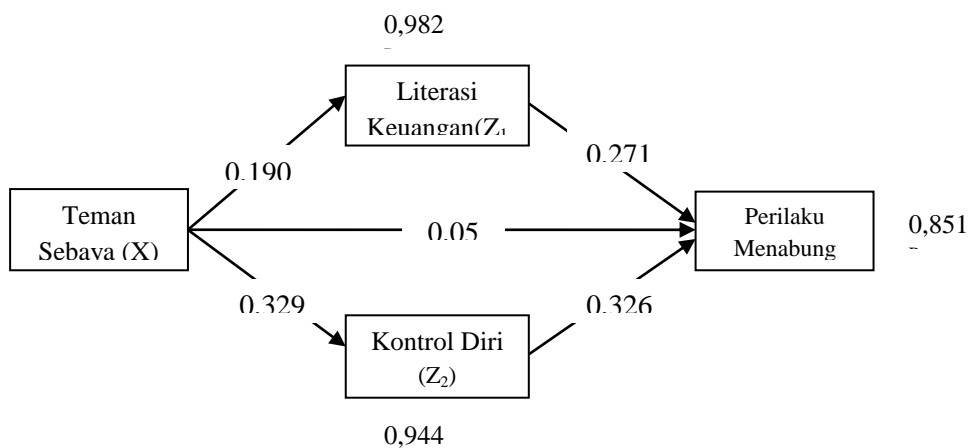 0,982
Literasi
Keuangan(Z₁
0.190
0.271
Teman
Sebaya (X)
0.05
Perilaku
Menabung
0,851
0.329
0.326
Kontrol Diri
(Z₂)
0,944